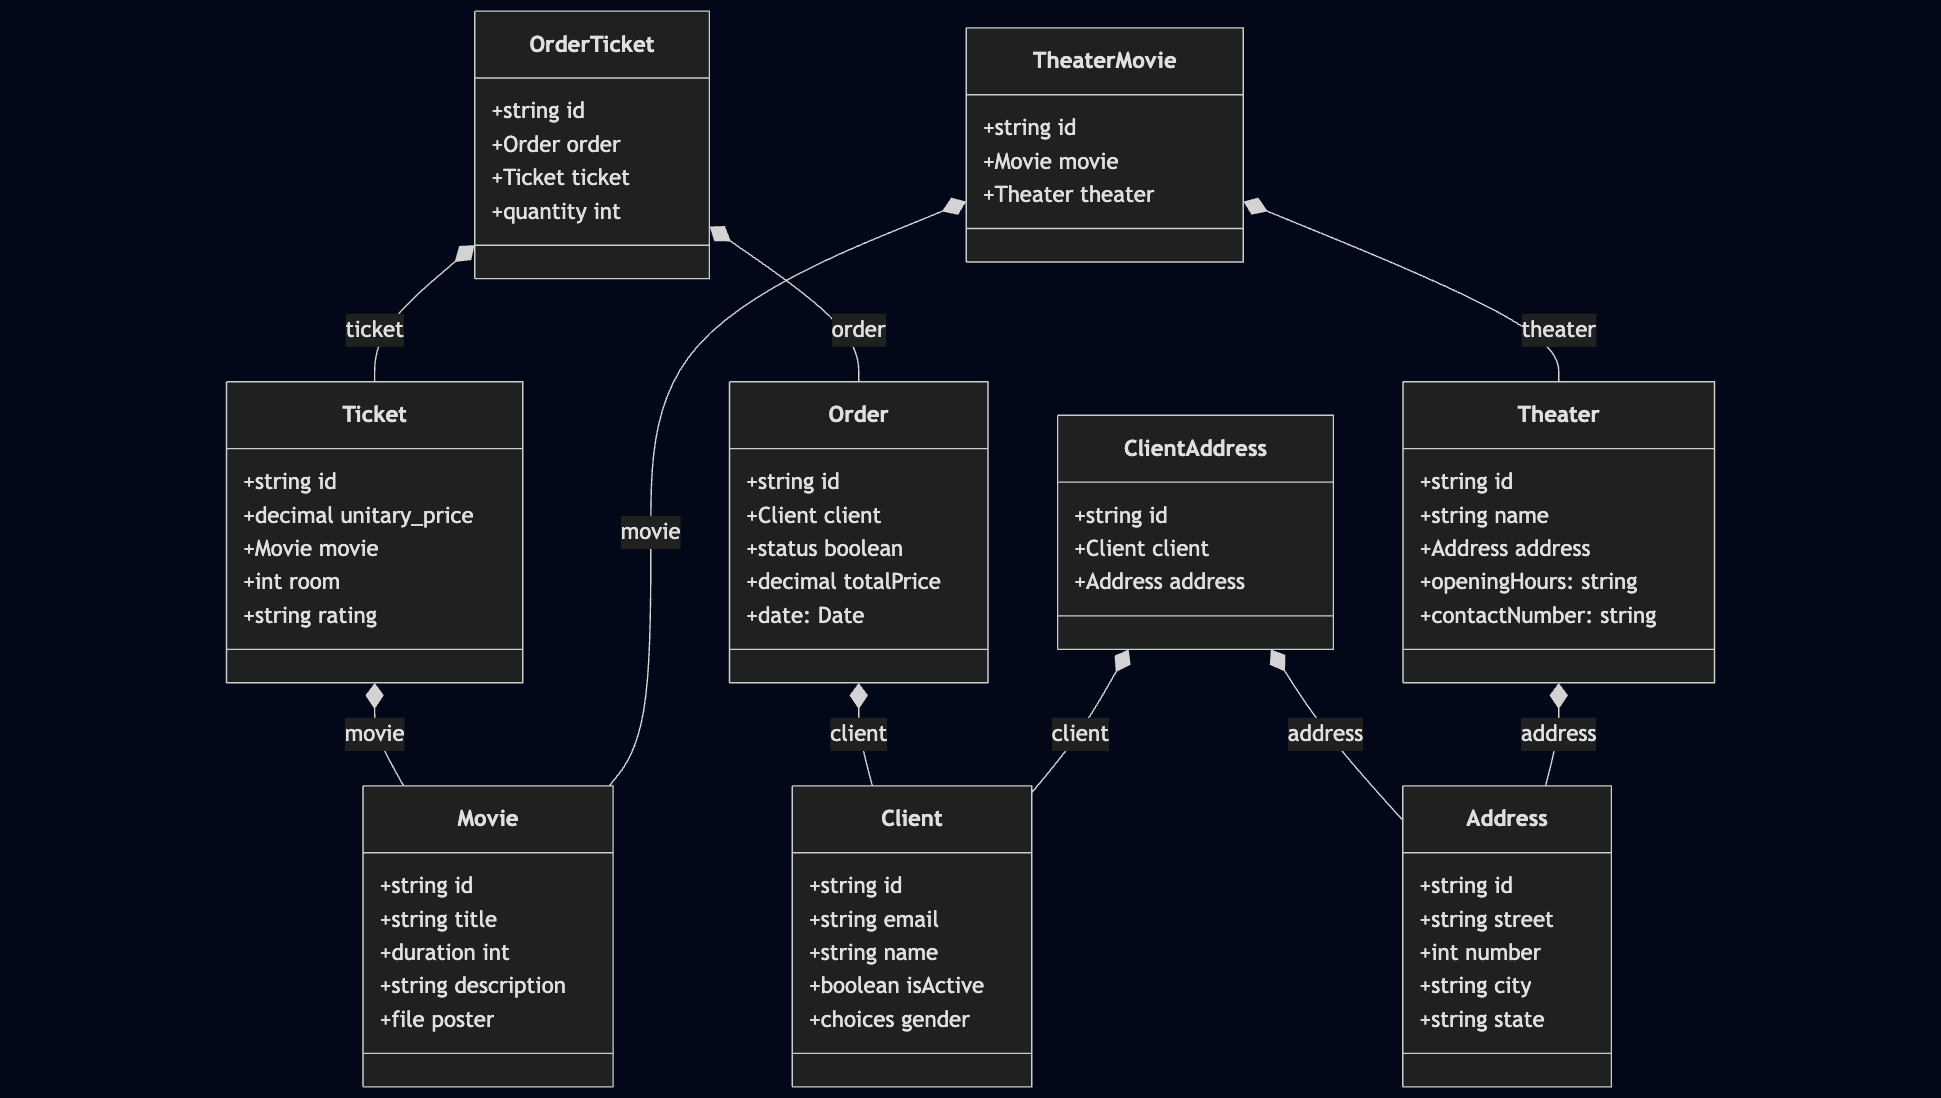 OrderTicket
+string id
+Order order
+Ticket ticket
+quantity int
TheaterMovie
+string id
+Movie movie
+Theater theater
ticket
order
theater
Ticket
+string id
+decimal unitary_price
+Movie movie
+int room
+string rating
movie
Order
+string id
+Client client
+status boolean
+decimal totalPrice
+date: Date
ClientAddress
+string id
+Client client
+Address address
Theater
+string id
+string name
+Address address
+openingHours: string
+contactNumber: string
movie
client
client
address
address
Movie
+string id
+string title
+duration int
+string description
+file poster
Client
+string id
+string email
+string name
+boolean isActive
+choices gender
Address
+string id
+string street
+int number
+string city
+string state